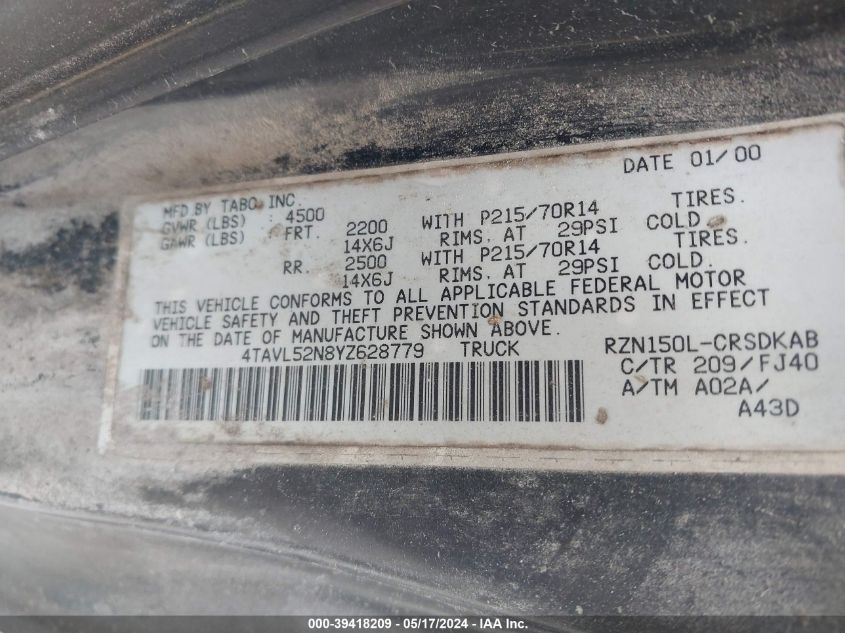 DATE 01/00
MFD BY TABC, INC.
GVWR (LBS) : 4500
GAWR (LBS) : FRT. 2200 WITH P215/70R14 TIRES.
14X6J RIMS. AT 29PSI COLD
RR. 2500 WITH P215/70R14 TIRES.
14X6J RIMS. AT 29PSI COLD.
THIS VEHICLE CONFORMS TO ALL APPLICABLE FEDERAL MOTOR
VEHICLE SAFETY AND THEFT PREVENTION STANDARDS IN EFFECT
ON THE DATE OF MANUFACTURE SHOWN ABOVE.
4TAVL52N8YZ628779 TRUCK RZN150L-CRSDKAB
C/TR 209/FJ40
A/TM A02A/
A43D
000-39418209 - 05/17/2024 - IAA Inc.